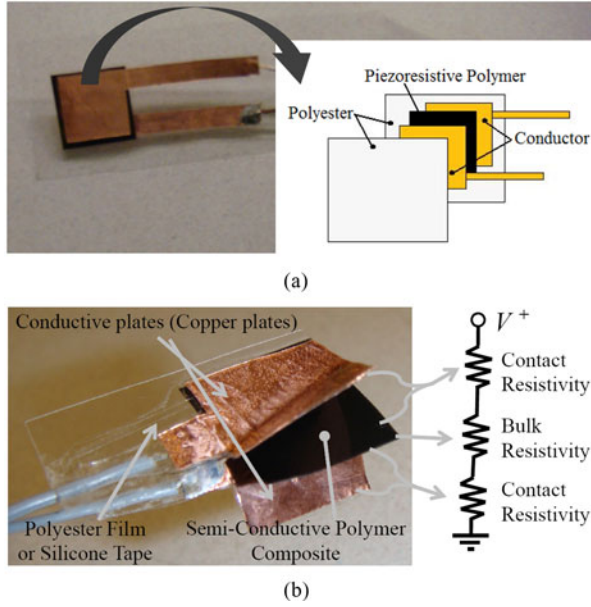 Piezoresistive Polymer
Polyester
Conductor
(a)
Conductive plates (Copper plates)
V +
Contact
Resistivity
Bulk
Resistivity
Contact
Resistivity
Polyester Film
or Silicone Tape
Semi-Conductive Polymer
Composite
(b)